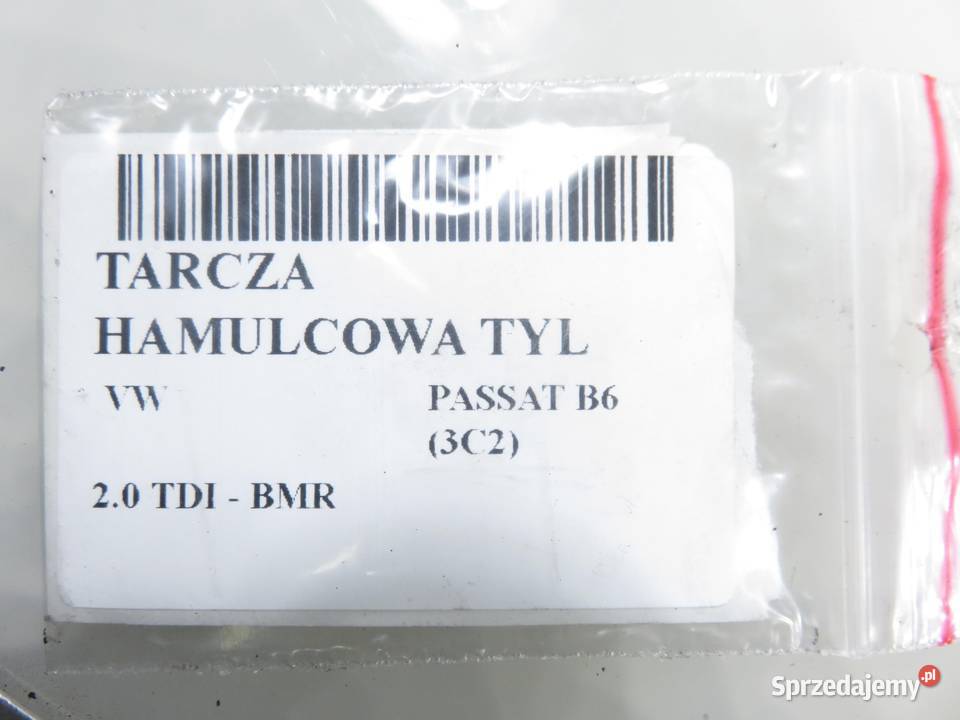 TARCZA
HAMULCOWA TYL
VW PASSAT B6
(3C2)
2.0 TDI - BMR
Sprzedajemy.pl